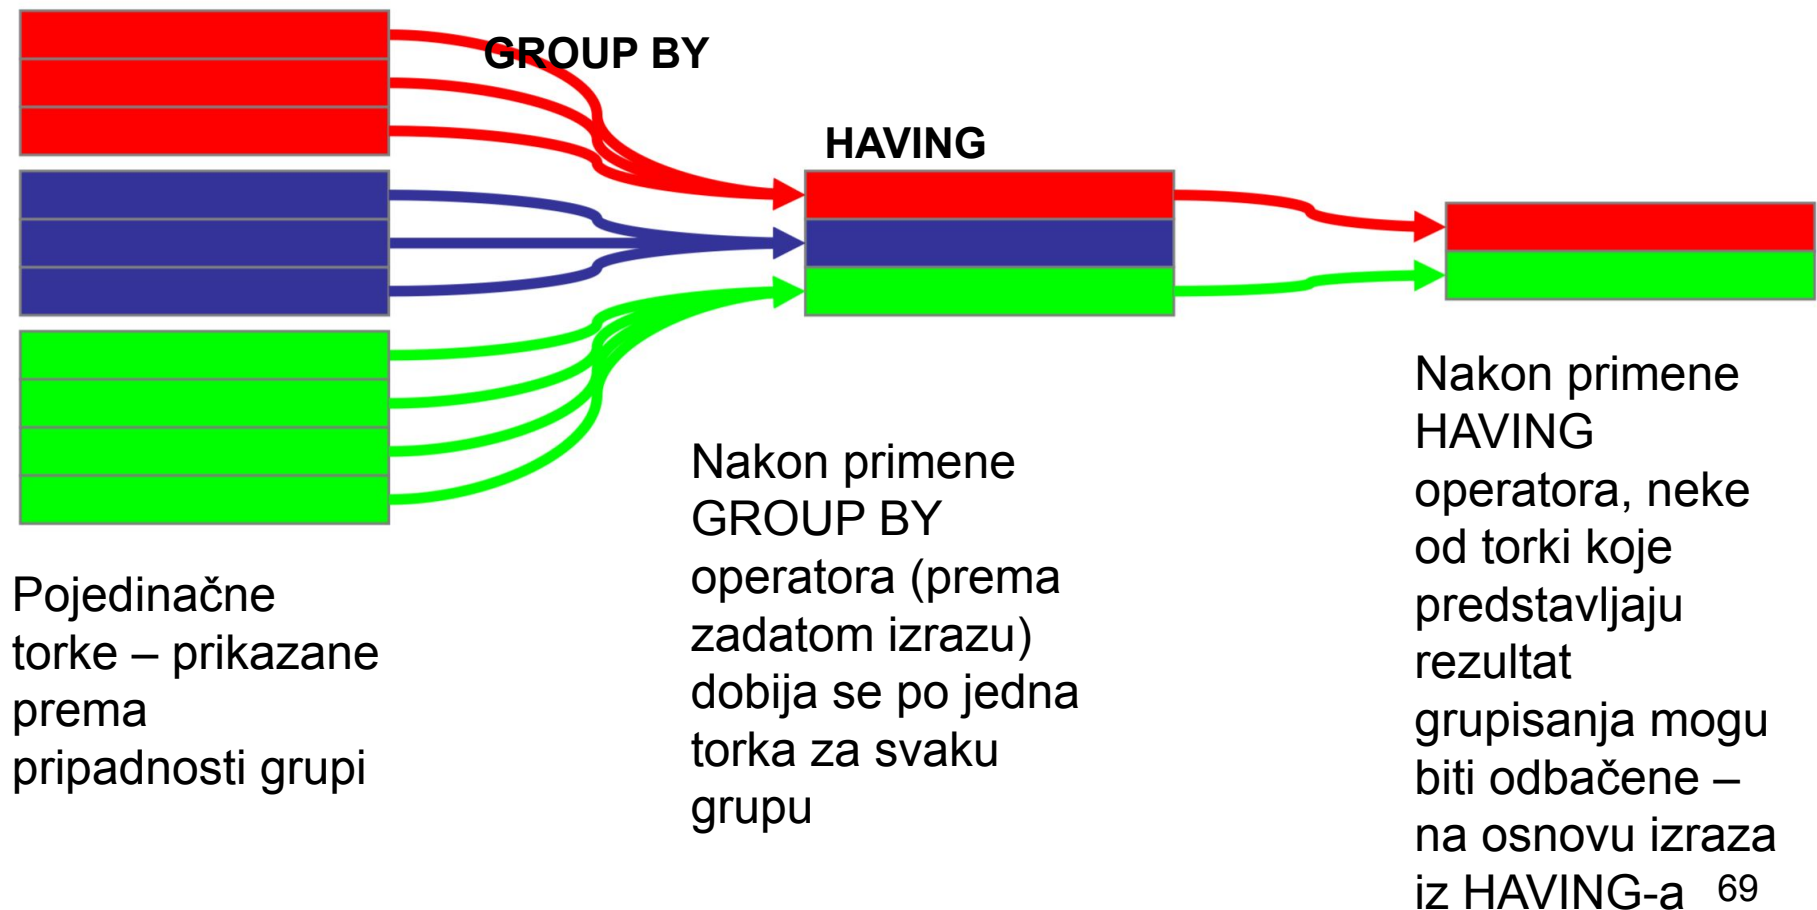 GROUP BY
HAVING
Pojedinačne
torke – prikazane
prema
pripadnosti grupi
Nakon primene
GROUP BY
operatora (prema
zadatom izrazu)
dobija se po jedna
torka za svaku
grupu
Nakon primene
HAVING
operatora, neke
od torki koje
predstavljaju
rezultat
grupisanja mogu
biti odbačene –
na osnovu izraza
iz HAVING-a
69